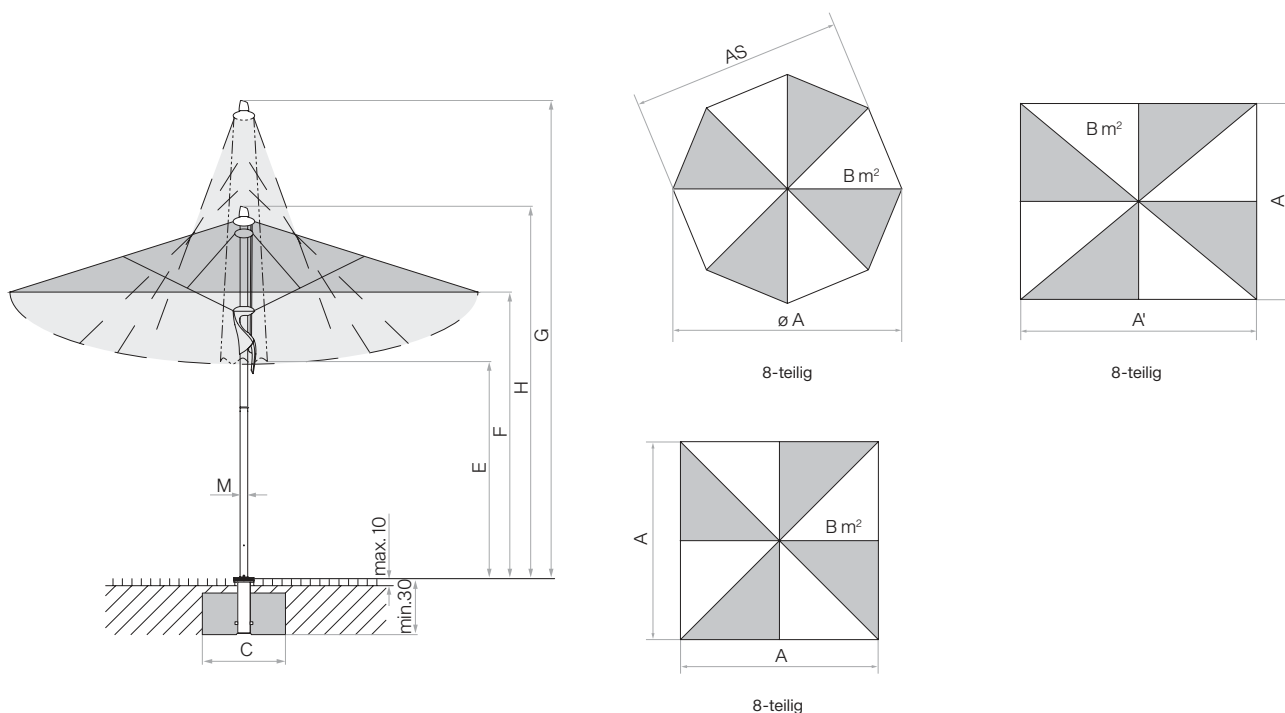 AS
B m²
ø A
8-teilig
B m²
A
A'
8-teilig
G
H
F
E
M
max. 10
min.30
C
A
B m²
A
8-teilig